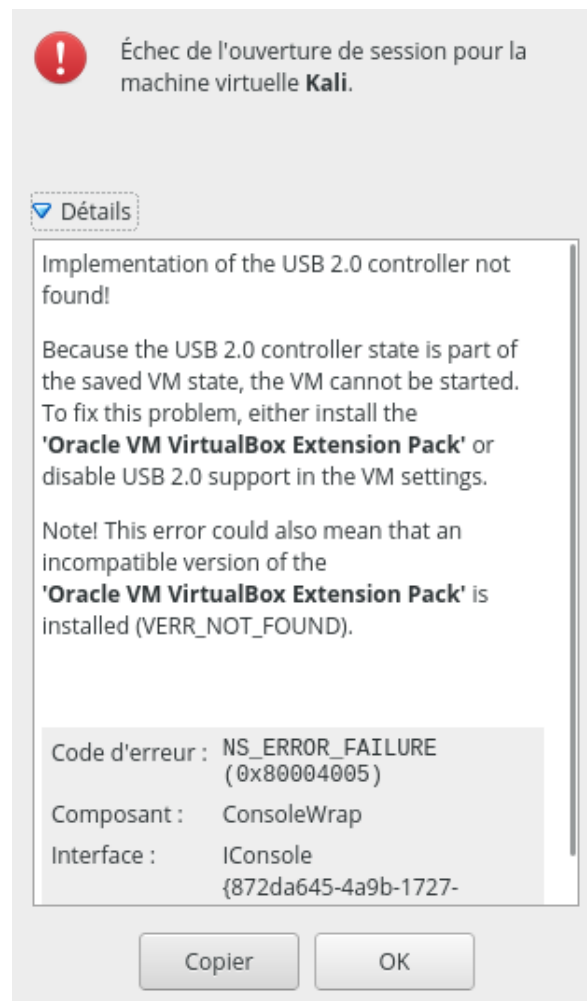 Échec de l'ouverture de session pour la
machine virtuelle Kali.
Détails
Implementation of the USB 2.0 controller not
found!
Because the USB 2.0 controller state is part of
the saved VM state, the VM cannot be started.
To fix this problem, either install the
'Oracle VM VirtualBox Extension Pack' or
disable USB 2.0 support in the VM settings.
Note! This error could also mean that an
incompatible version of the
'Oracle VM VirtualBox Extension Pack' is
installed (VERR_NOT_FOUND).
Code d'erreur : NS_ERROR_FAILURE
(0x80004005)
Composant : ConsoleWrap
Interface : IConsole
{872da645-4a9b-1727-
Copier OK